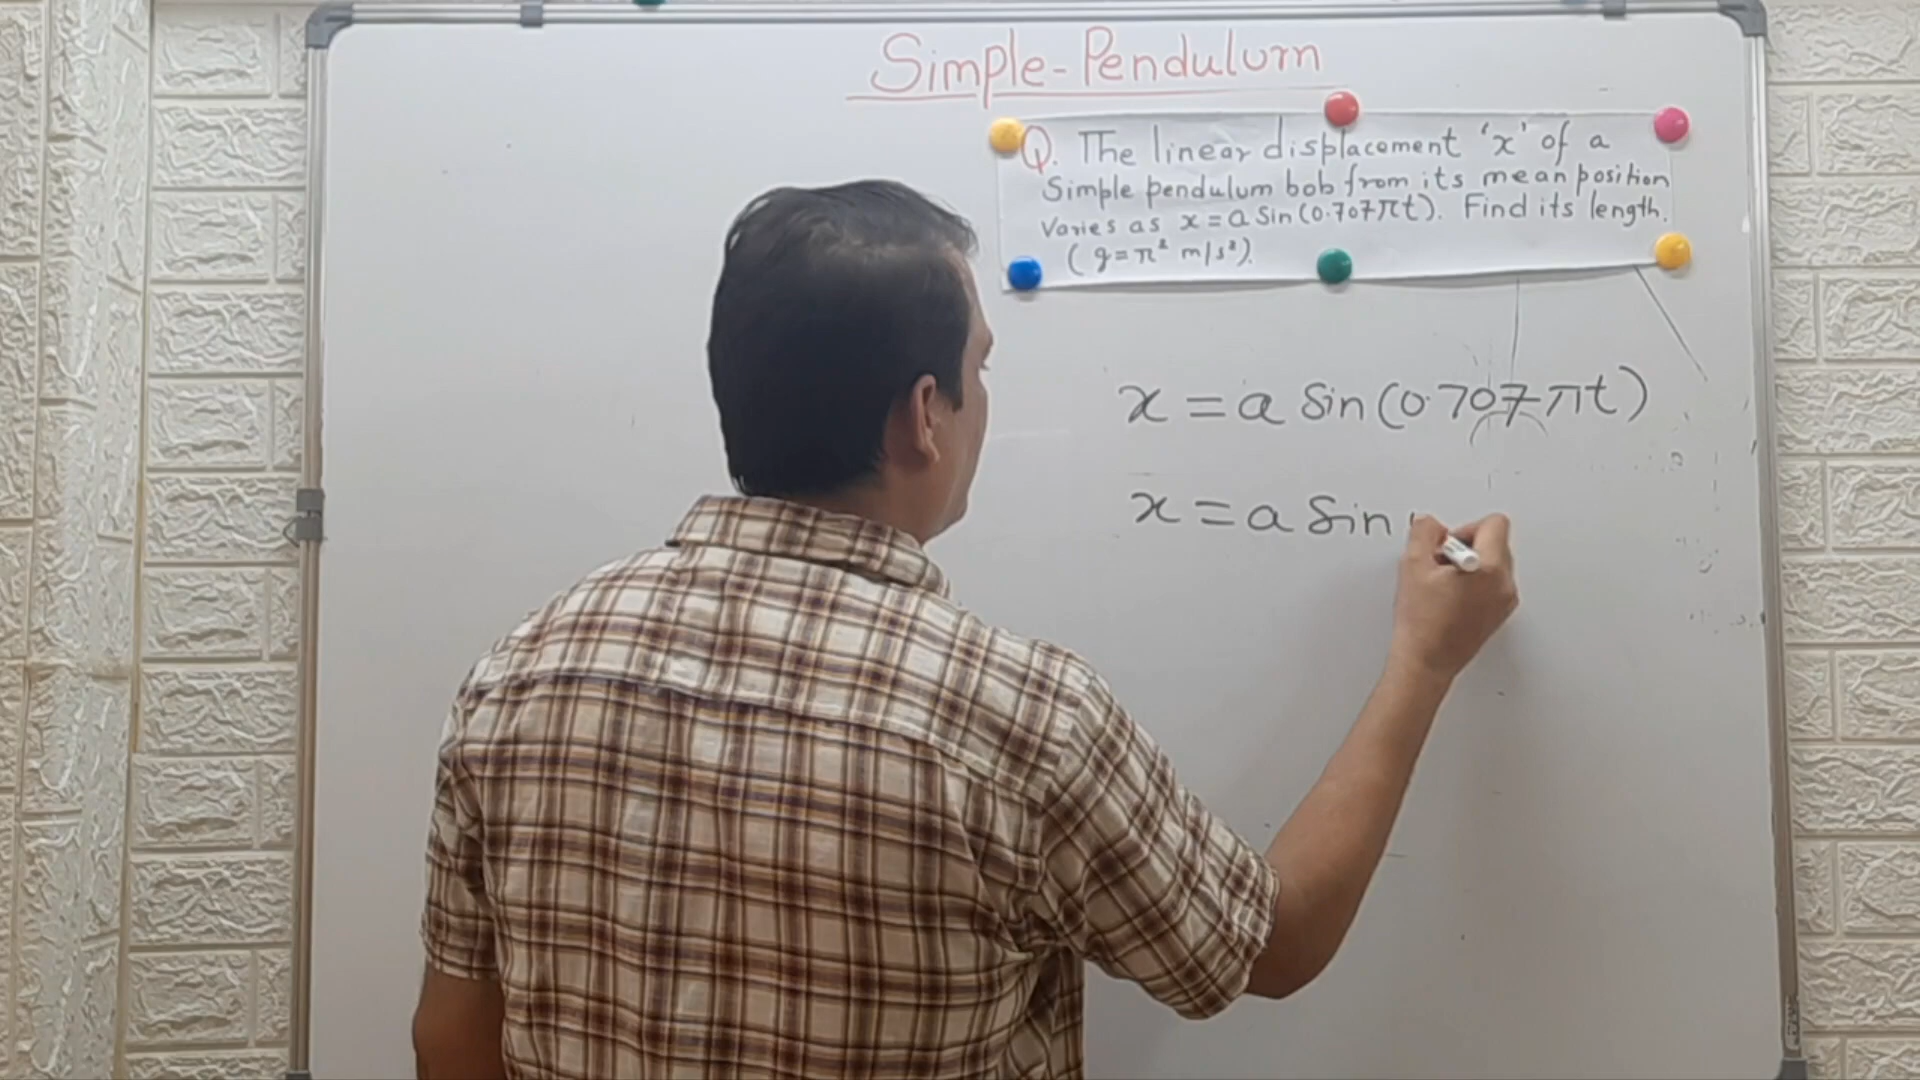 Simple-Pendulum
Q. The linear displacement 'x' of a
Simple pendulum bob from its mean position
Varies as x = a Sin(0.707πt). Find its length.
(g = π² m/s²).
x = a Sin(0.707πt)
x = a Sin